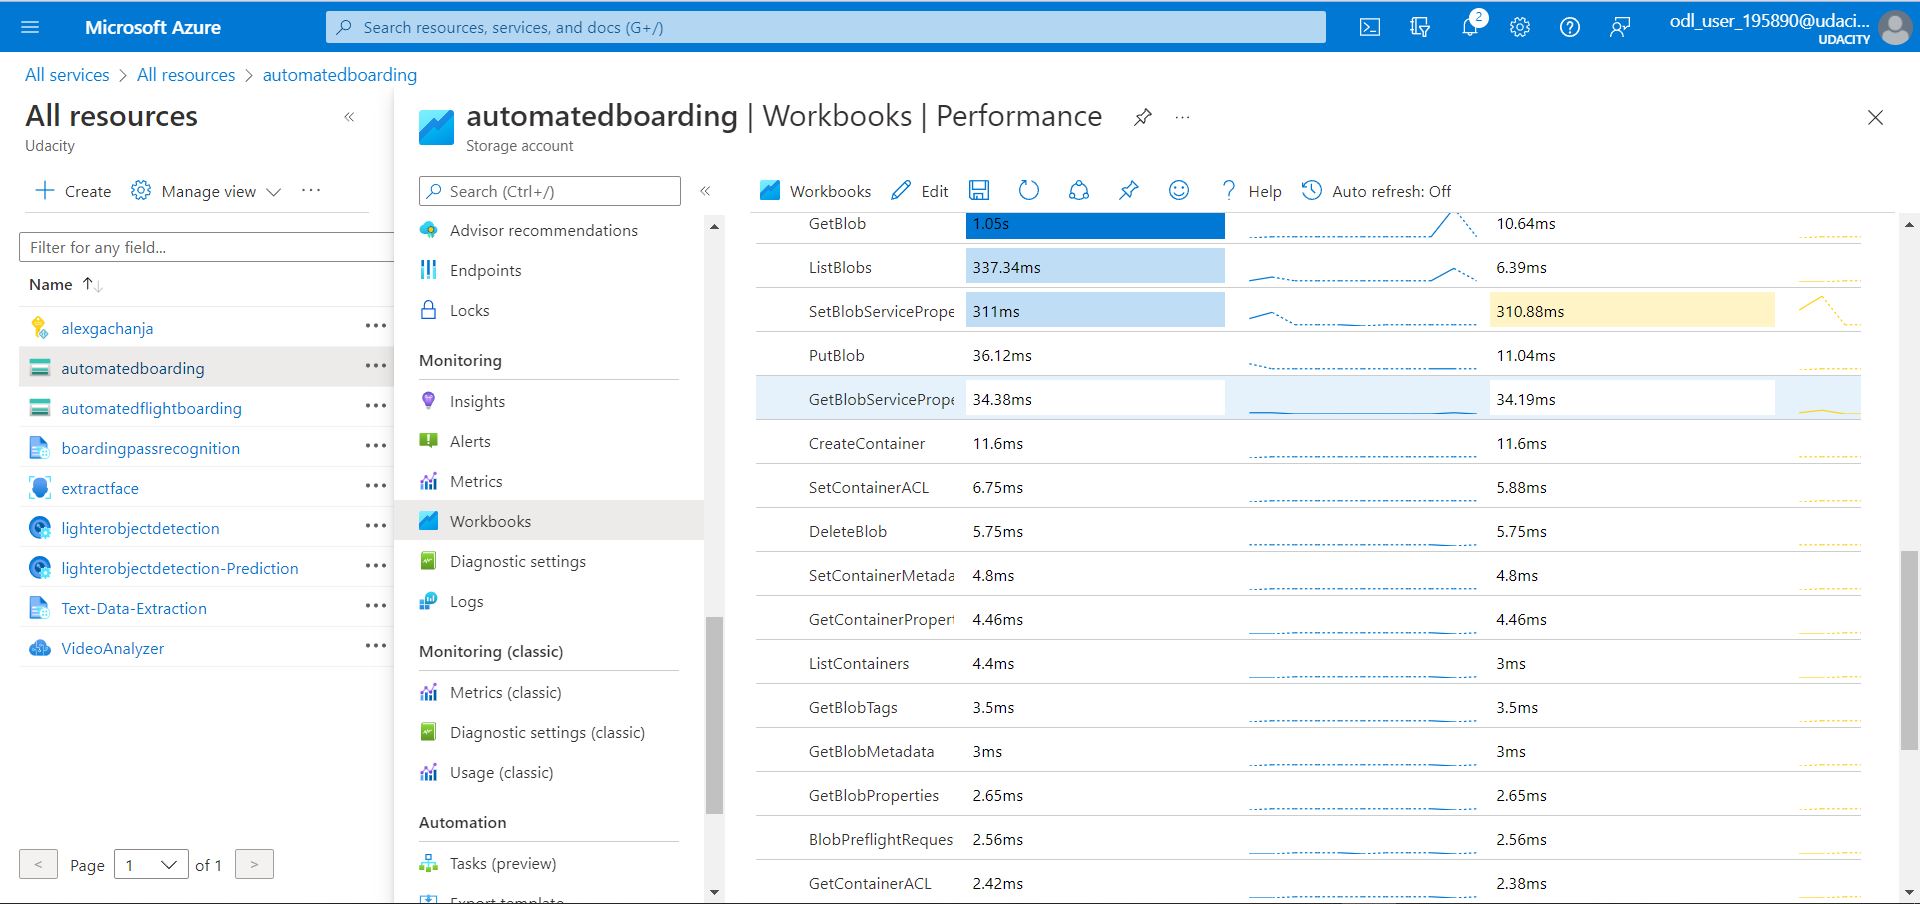 Microsoft Azure
Search resources, services, and docs (G+/)
2
odl_user_195890@udaci...
UDACITY
All services > All resources > automatedboarding
All resources
Udacity
Create
Manage view
Filter for any field...
Name
alexgachanja
automatedboarding
automatedflightboarding
boardingpassrecognition
extractface
lighterobjectdetection
lighterobjectdetection-Prediction
Text-Data-Extraction
VideoAnalyzer
< Page 1 of 1 >
automatedboarding | Workbooks | Performance
Storage account
Search (Ctrl+/)
Advisor recommendations
Endpoints
Locks
Monitoring
Insights
Alerts
Metrics
Workbooks
Diagnostic settings
Logs
Monitoring (classic)
Metrics (classic)
Diagnostic settings (classic)
Usage (classic)
Automation
Tasks (preview)
Export template
Workbooks Edit Help Auto refresh: Off
GetBlob 1.05s 10.64ms
ListBlobs 337.34ms 6.39ms
SetBlobServicePrope 311ms 310.88ms
PutBlob 36.12ms 11.04ms
GetBlobServicePrope 34.38ms 34.19ms
CreateContainer 11.6ms 11.6ms
SetContainerACL 6.75ms 5.88ms
DeleteBlob 5.75ms 5.75ms
SetContainerMetada 4.8ms 4.8ms
GetContainerPropert 4.46ms 4.46ms
ListContainers 4.4ms 3ms
GetBlobTags 3.5ms 3.5ms
GetBlobMetadata 3ms 3ms
GetBlobProperties 2.65ms 2.65ms
BlobPreflightReques 2.56ms 2.56ms
GetContainerACL 2.42ms 2.38ms